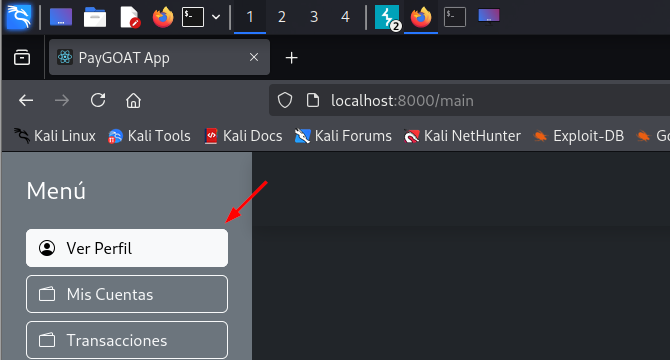 1 2 3 4 2
PayGOAT App
localhost:8000/main
Kali Linux Kali Tools Kali Docs Kali Forums Kali NetHunter Exploit-DB
Menú
Ver Perfil
Mis Cuentas
Transacciones